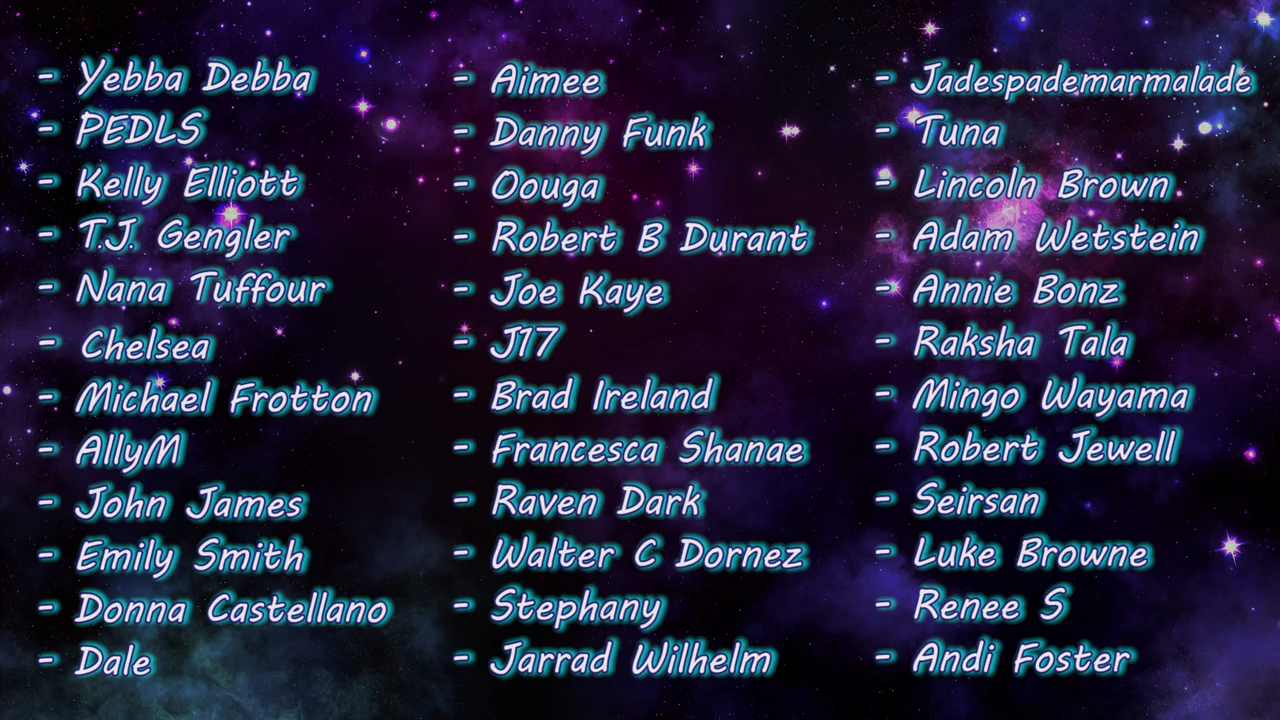 - Yebba Debba
- PEDLS
- Kelly Elliott
- T.J. Gengler
- Nana Tuffour
- Chelsea
- Michael Frotton
- AllyM
- John James
- Emily Smith
- Donna Castellano
- Dale
- Aimee
- Danny Funk
- Oouga
- Robert B Durant
- Joe Kaye
- J17
- Brad Ireland
- Francesca Shanae
- Raven Dark
- Walter C Dornez
- Stephany
- Jarrad Wilhelm
- Jadespademarmalade
- Tuna
- Lincoln Brown
- Adam Wetstein
- Annie Bonz
- Raksha Tala
- Mingo Wayama
- Robert Jewell
- Seirsan
- Luke Browne
- Renee S
- Andi Foster